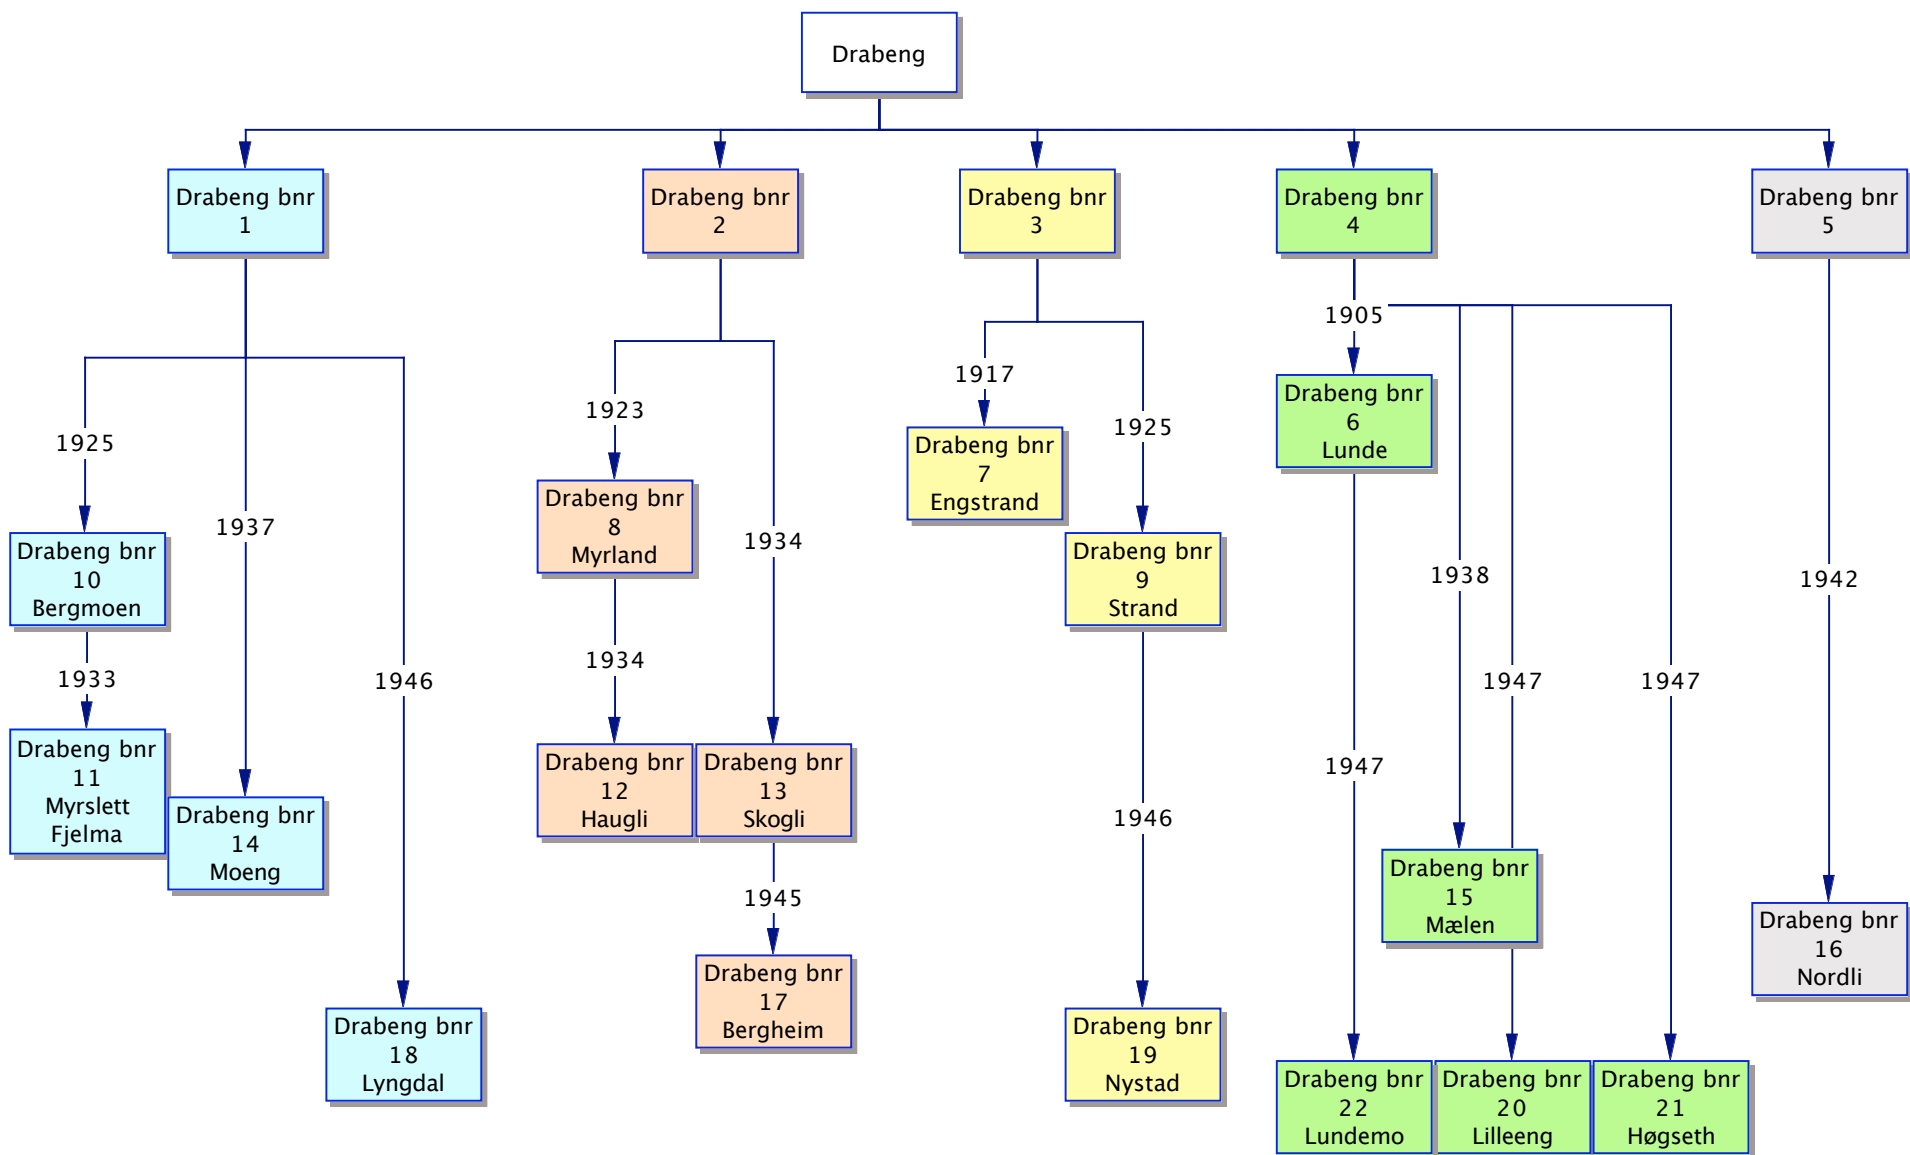 Drabeng
Drabeng bnr
1
Drabeng bnr
2
Drabeng bnr
3
Drabeng bnr
4
Drabeng bnr
5
1905
1917
1923
1925
1925
Drabeng bnr
6
Lunde
Drabeng bnr
7
Engstrand
Drabeng bnr
8
Myrland
1937
1934
Drabeng bnr
10
Bergmoen
Drabeng bnr
9
Strand
1938
1942
1933
1946
1934
1947
1947
1947
Drabeng bnr
11
Myrslett
Fjelma
Drabeng bnr
14
Moeng
Drabeng bnr
12
Haugli
Drabeng bnr
13
Skogli
1946
Drabeng bnr
15
Mælen
1945
Drabeng bnr
16
Nordli
Drabeng bnr
17
Bergheim
Drabeng bnr
18
Lyngdal
Drabeng bnr
19
Nystad
Drabeng bnr
22
Lundemo
Drabeng bnr
20
Lilleeng
Drabeng bnr
21
Høgseth